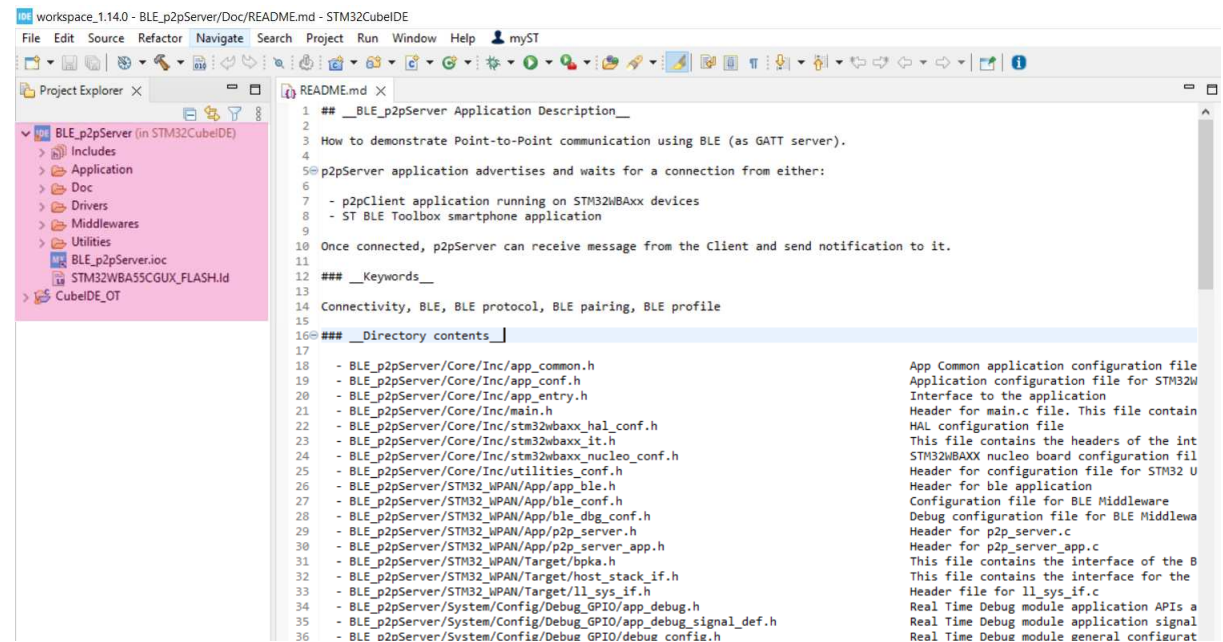 IDE workspace_1.14.0 - BLE_p2pServer/Doc/README.md - STM32CubeIDE
File Edit Source Refactor Navigate Search Project Run Window Help myST
Project Explorer
IDE BLE_p2pServer (in STM32CubeIDE)
Includes
Application
Doc
Drivers
Middlewares
Utilities
MX BLE_p2pServer.ioc
STM32WBA55CGUX_FLASH.ld
CubeIDE_OT
README.md
1 ## __BLE_p2pServer Application Description__
2
3 How to demonstrate Point-to-Point communication using BLE (as GATT server).
4
5 p2pServer application advertises and waits for a connection from either:
6
7 - p2pClient application running on STM32WBAxx devices
8 - ST BLE Toolbox smartphone application
9
10 Once connected, p2pServer can receive message from the Client and send notification to it.
11
12 ### __Keywords__
13
14 Connectivity, BLE, BLE protocol, BLE pairing, BLE profile
15
16 ### __Directory contents__
17
18 - BLE_p2pServer/Core/Inc/app_common.h App Common application configuration file
19 - BLE_p2pServer/Core/Inc/app_conf.h Application configuration file for STM32W
20 - BLE_p2pServer/Core/Inc/app_entry.h Interface to the application
21 - BLE_p2pServer/Core/Inc/main.h Header for main.c file. This file contain
22 - BLE_p2pServer/Core/Inc/stm32wbaxx_hal_conf.h HAL configuration file
23 - BLE_p2pServer/Core/Inc/stm32wbaxx_it.h This file contains the headers of the int
24 - BLE_p2pServer/Core/Inc/stm32wbaxx_nucleo_conf.h STM32WBAXX nucleo board configuration fil
25 - BLE_p2pServer/Core/Inc/utilities_conf.h Header for configuration file for STM32 U
26 - BLE_p2pServer/STM32_WPAN/App/app_ble.h Header for ble application
27 - BLE_p2pServer/STM32_WPAN/App/ble_conf.h Configuration file for BLE Middleware
28 - BLE_p2pServer/STM32_WPAN/App/ble_dbg_conf.h Debug configuration file for BLE Middlewa
29 - BLE_p2pServer/STM32_WPAN/App/p2p_server.h Header for p2p_server.c
30 - BLE_p2pServer/STM32_WPAN/App/p2p_server_app.h Header for p2p_server_app.c
31 - BLE_p2pServer/STM32_WPAN/Target/bpka.h This file contains the interface of the B
32 - BLE_p2pServer/STM32_WPAN/Target/host_stack_if.h This file contains the interface for the
33 - BLE_p2pServer/STM32_WPAN/Target/ll_sys_if.h Header file for ll_sys_if.c
34 - BLE_p2pServer/System/Config/Debug_GPIO/app_debug.h Real Time Debug module application APIs a
35 - BLE_p2pServer/System/Config/Debug_GPIO/app_debug_signal_def.h Real Time Debug module application signal
36 - BLE_p2pServer/System/Config/Debug_GPIO/debug_config.h Real Time Debug module general configurat